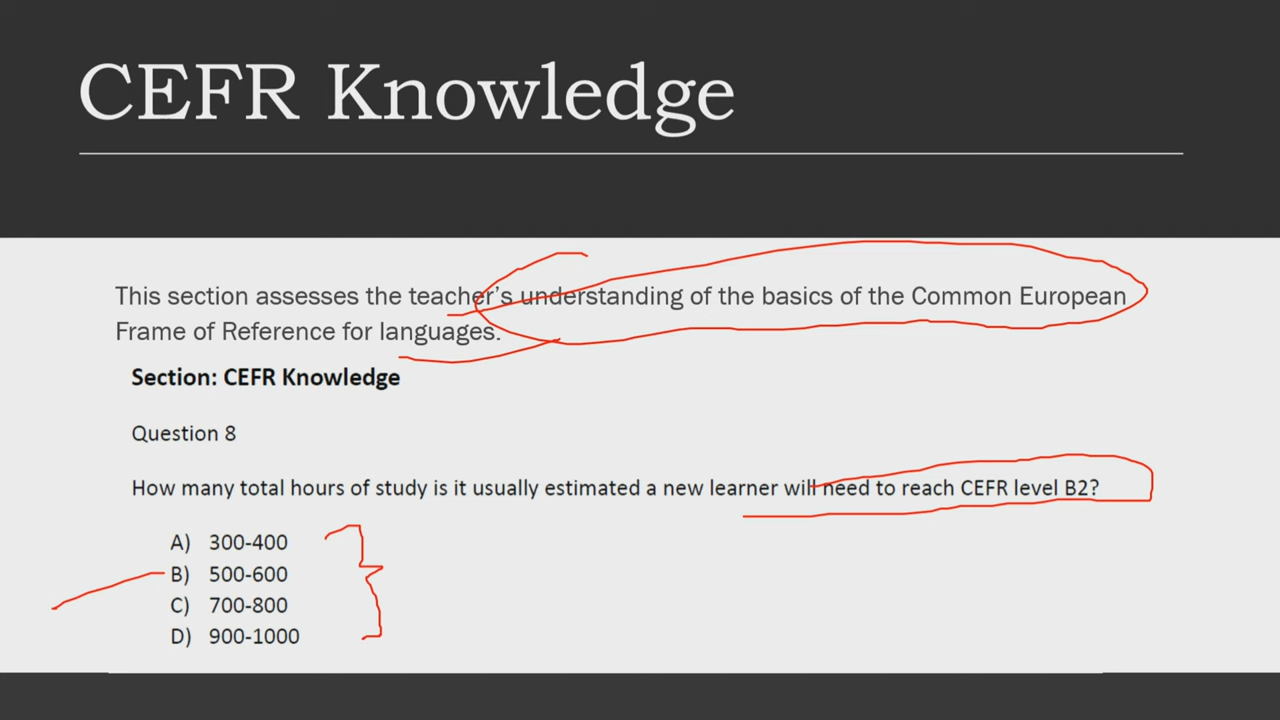 CEFR Knowledge
This section assesses the teacher's understanding of the basics of the Common European
Frame of Reference for languages.
Section: CEFR Knowledge
Question 8
How many total hours of study is it usually estimated a new learner will need to reach CEFR level B2?
A) 300-400
B) 500-600
C) 700-800
D) 900-1000